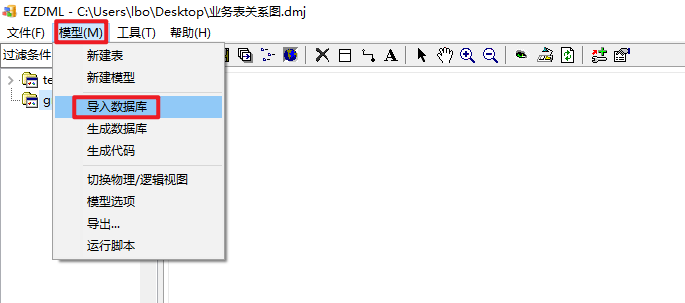 EZDML - C:\Users\lbo\Desktop\业务表关系图.dmj
文件(F) 模型(M) 工具(T) 帮助(H)
过滤条件
新建表
te
新建模型
g
导入数据库
生成数据库
生成代码
切换物理/逻辑视图
模型选项
导出...
运行脚本